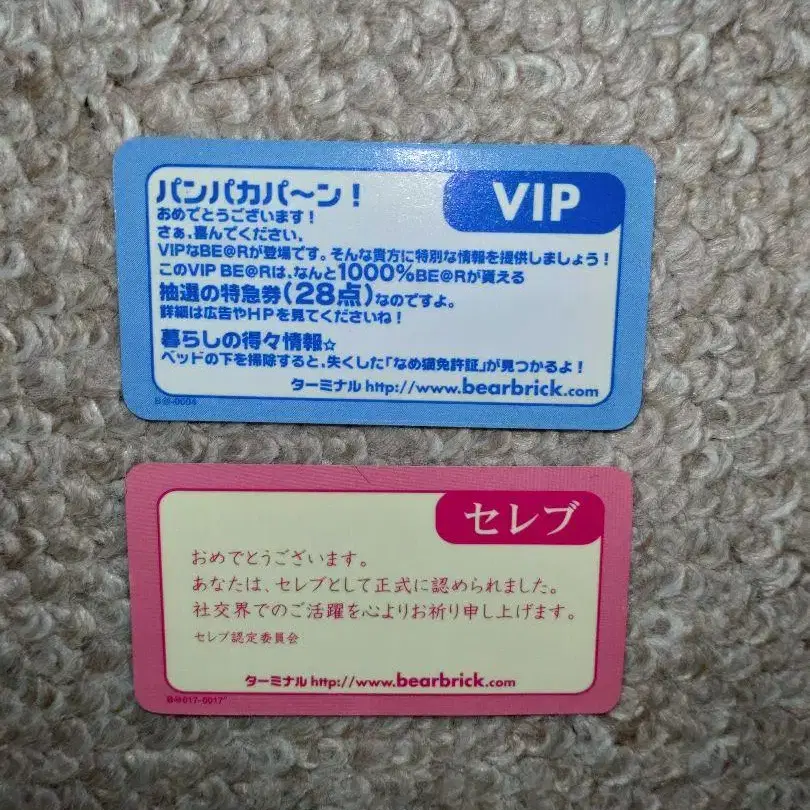 パンパカパ〜ン！
VIP
おめでとうございます！
さぁ、喜んでください、
VIPなBE@Rが登場です。そんな貴方に特別な情報を提供しましょう！
このVIP BE@Rは、なんと1000%BE@Rが貰える
抽選の特急券(28点)なのですよ。
詳細は広告やHPを見てくださいね！
暮らしの得々情報☆
ベッドの下を掃除すると、失くした「なめ猫免許証」が見つかるよ！
ターミナル http://www.bearbrick.com
B@-0004
セレブ
おめでとうございます。
あなたは、セレブとして正式に認められました。
社交界でのご活躍を心よりお祈り申し上げます。
セレブ認定委員会
ターミナル http://www.bearbrick.com
B@017-0017